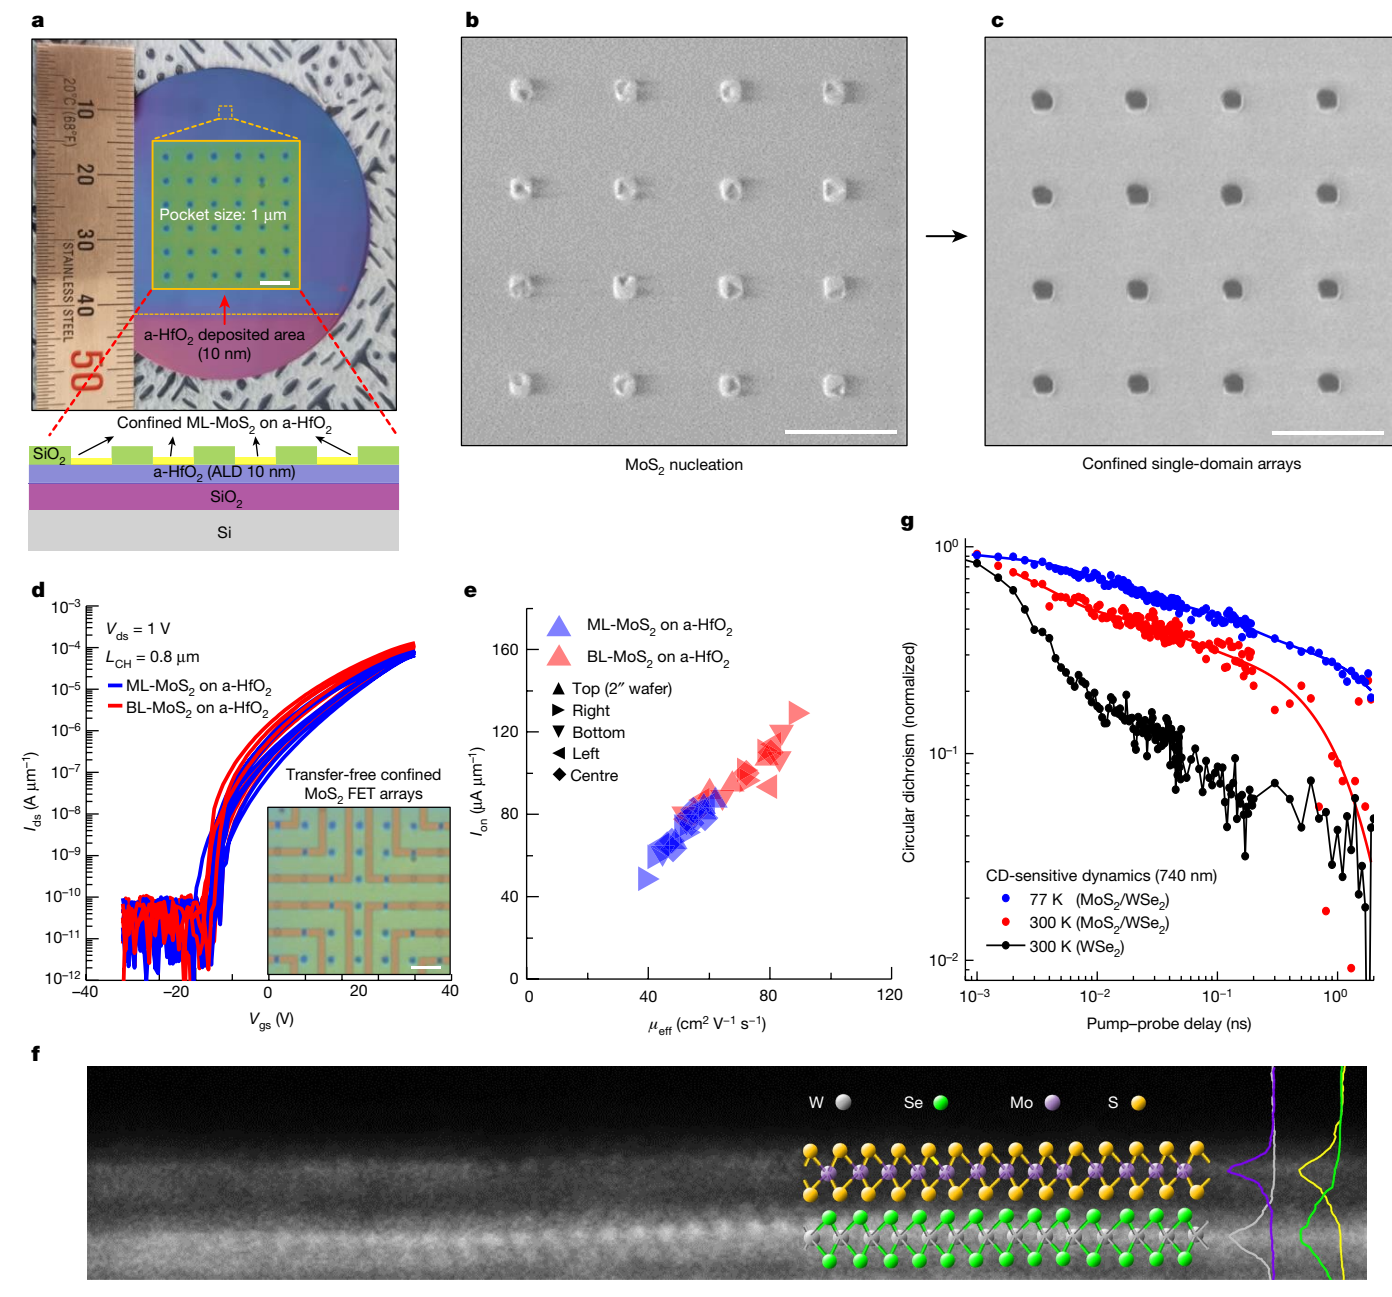 a
20°C (68°F)
10
20
30
40
50
STAINLESS STEEL
Pocket size: 1 μm
a-HfO₂ deposited area
(10 nm)
Confined ML-MoS₂ on a-HfO₂
SiO₂
a-HfO₂ (ALD 10 nm)
SiO₂
Si
b
MoS₂ nucleation
c
Confined single-domain arrays
d
10⁻³
10⁻⁴
10⁻⁵
10⁻⁶
10⁻⁷
10⁻⁸
10⁻⁹
10⁻¹⁰
10⁻¹¹
10⁻¹²
I_ds (A μm⁻¹)
V_ds = 1 V
L_CH = 0.8 μm
ML-MoS₂ on a-HfO₂
BL-MoS₂ on a-HfO₂
Transfer-free confined
MoS₂ FET arrays
−40 −20 0 20 40
V_gs (V)
e
160
120
80
40
0
I_on (μA μm⁻¹)
ML-MoS₂ on a-HfO₂
BL-MoS₂ on a-HfO₂
Top (2″ wafer)
Right
Bottom
Left
Centre
0 40 80 120
μ_eff (cm² V⁻¹ s⁻¹)
g
10⁰
10⁻¹
10⁻²
Circular dichroism (normalized)
CD-sensitive dynamics (740 nm)
77 K (MoS₂/WSe₂)
300 K (MoS₂/WSe₂)
300 K (WSe₂)
10⁻³ 10⁻² 10⁻¹ 10⁰
Pump–probe delay (ns)
f
W Se Mo S